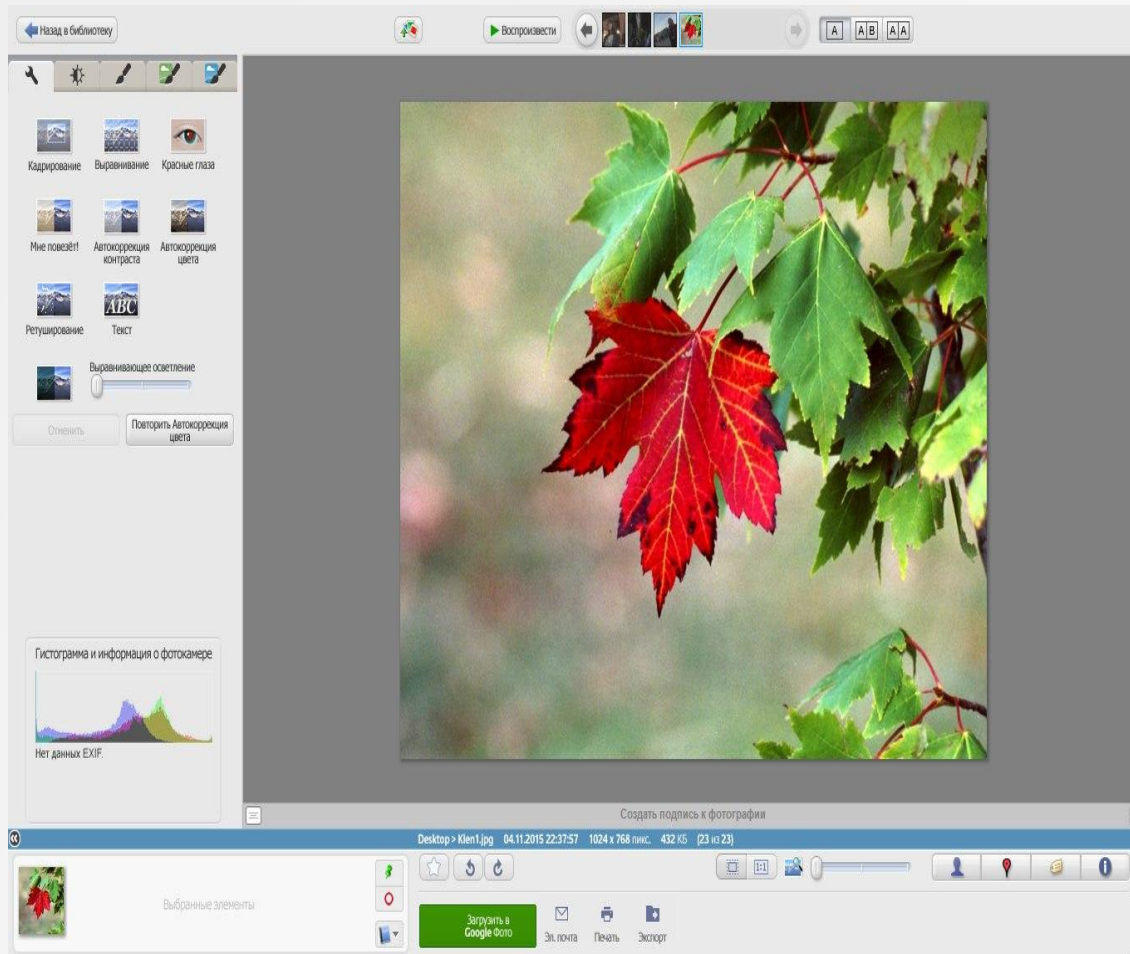 Назад в библиотеку
Воспроизвести
A
A B
A A
Кадрирование
Выравнивание
Красные глаза
Мне повезёт!
Автокоррекция
контраста
Автокоррекция
цвета
Ретуширование
ABC
Текст
Выравнивающее осветление
Отменить
Повторить Автокоррекция
цвета
Гистограмма и информация о фотокамере
Нет данных EXIF.
Создать подпись к фотографии
Desktop > Klen1.jpg 04.11.2015 22:37:57 1024 x 768 пикс. 432 КБ (23 из 23)
Выбранные элементы
1:1
Загрузить в
Google Фото
Эл. почта
Печать
Экспорт